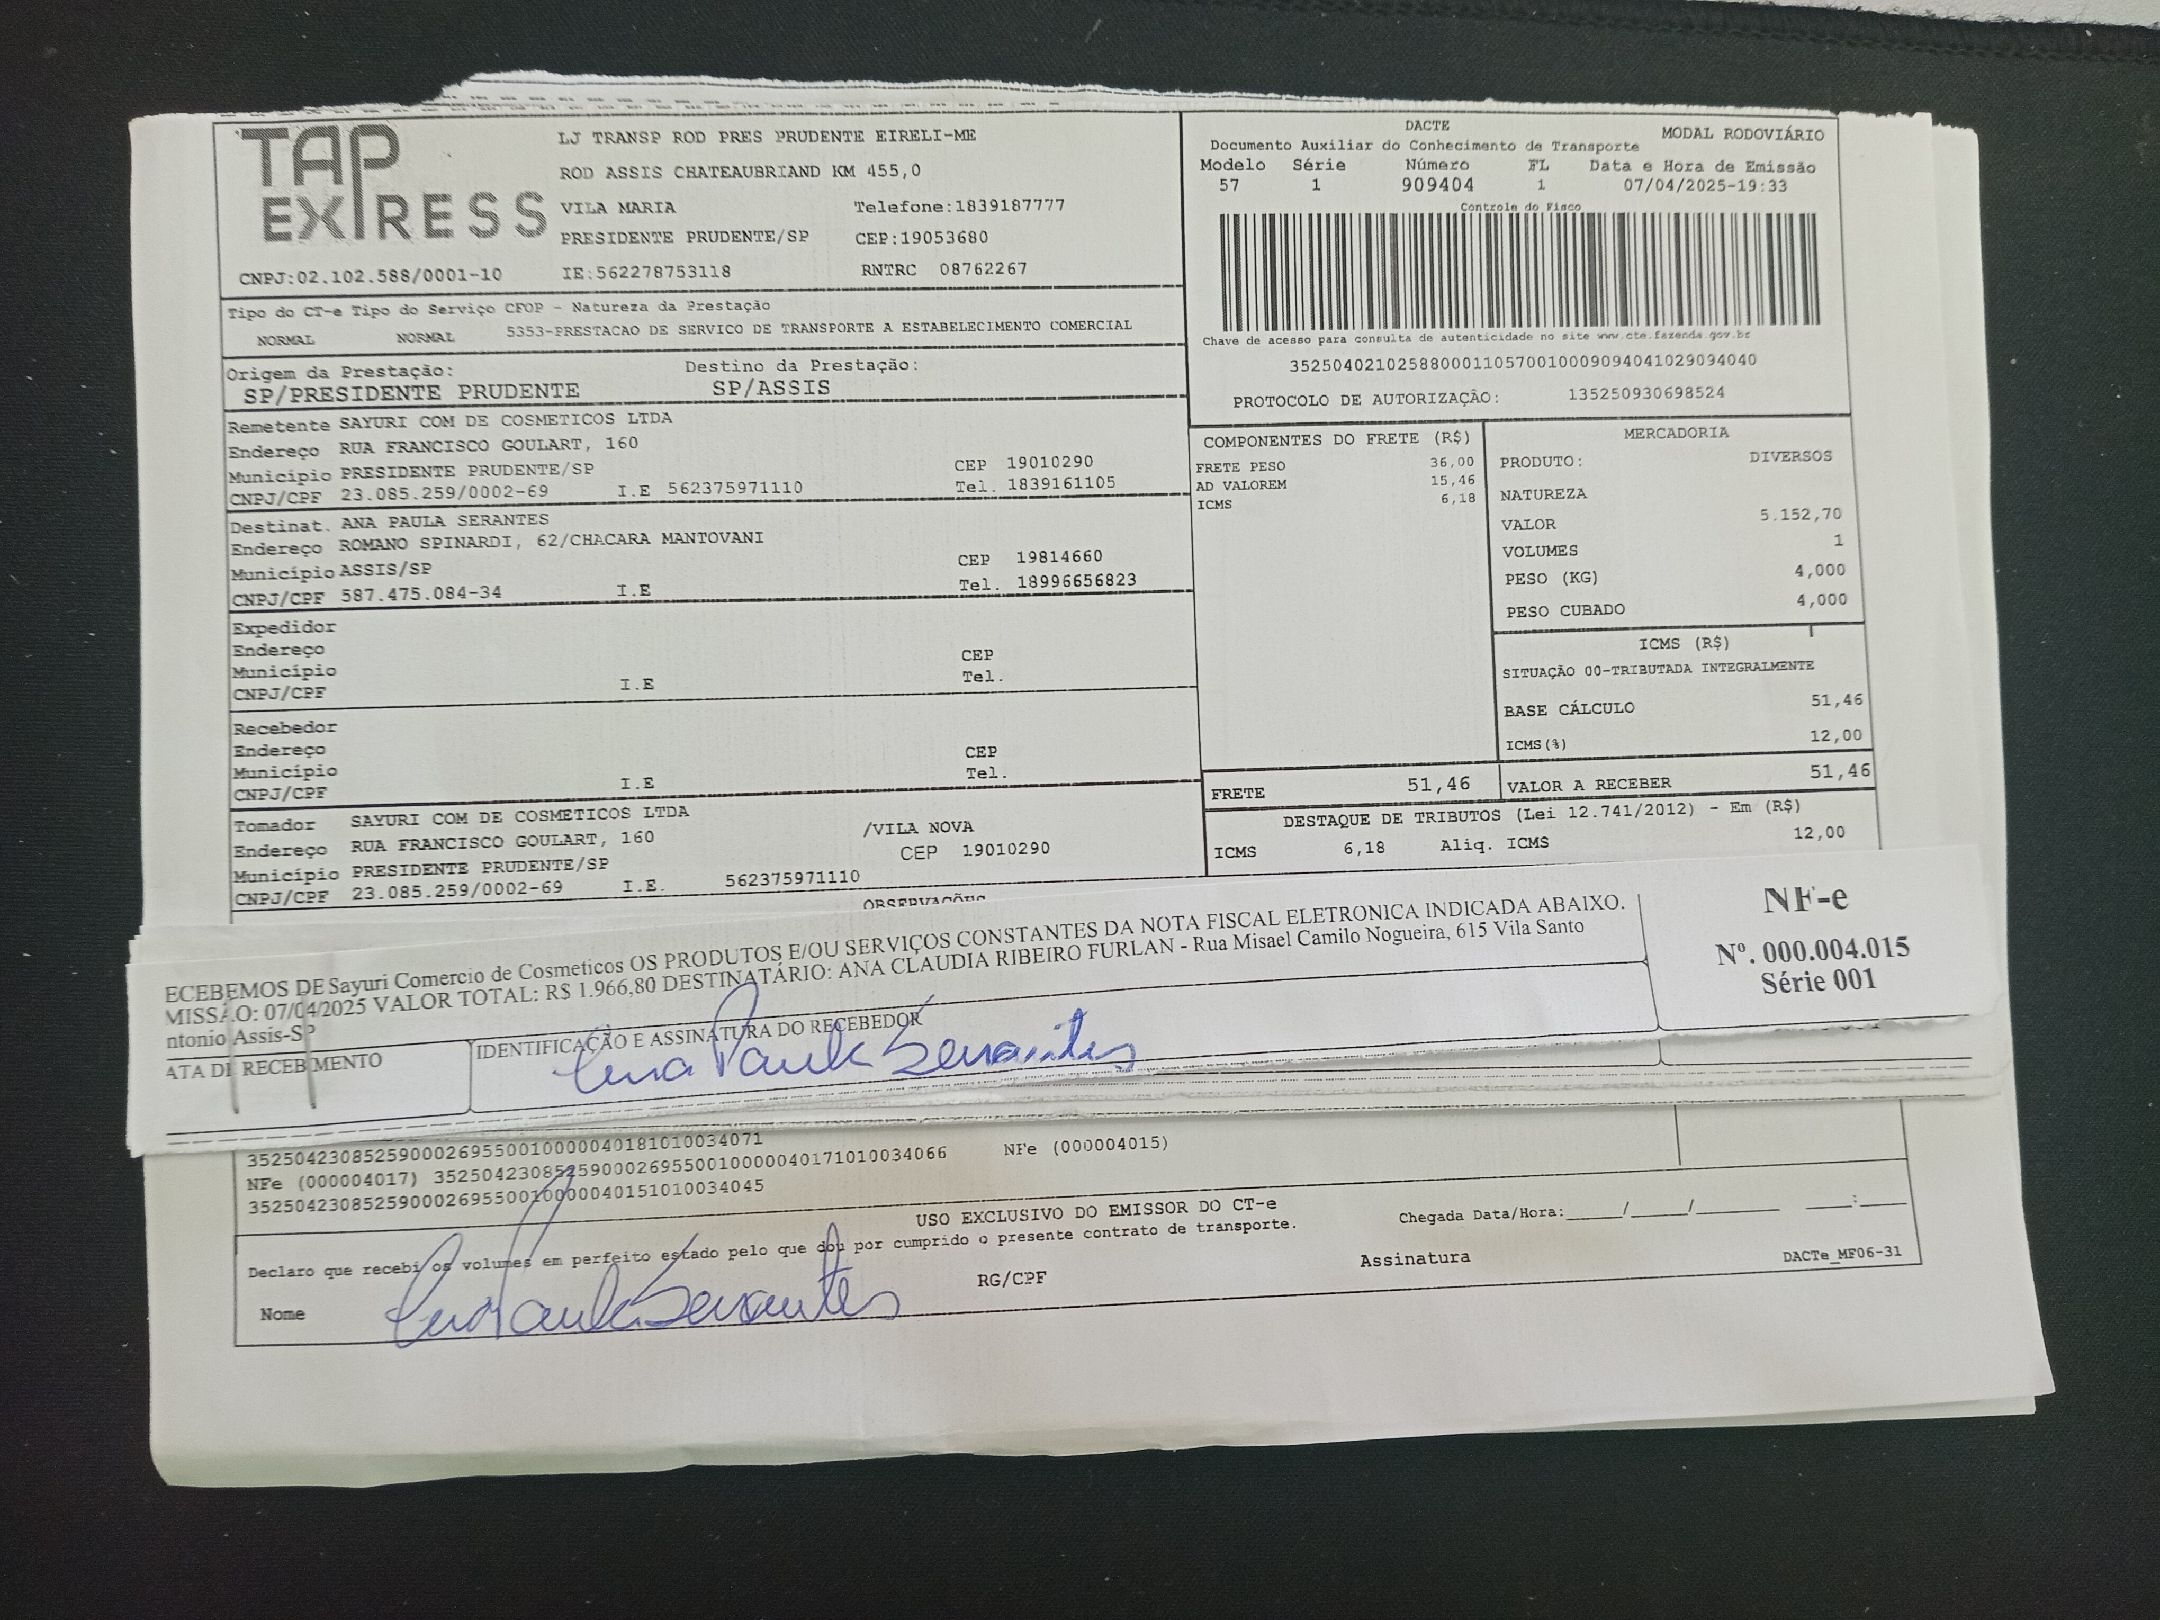 TAP EXPRESS
LJ TRANSP ROD PRES PRUDENTE EIRELI-ME
ROD ASSIS CHATEAUBRIAND KM 455,0
VILA MARIA Telefone:1839187777
PRESIDENTE PRUDENTE/SP CEP:19053680
CNPJ:02.102.588/0001-10 IE:562278753118 RNTRC 08762267
DACTE
MODAL RODOVIÁRIO
Documento Auxiliar do Conhecimento de Transporte
Modelo Série Número FL Data e Hora de Emissão
57 1 909404 1 07/04/2025-19:33
Controle do Fisco
Chave de acesso para consulta de autenticidade no site www.cte.fazenda.gov.br
35250402102588000110570010009094041029094040
PROTOCOLO DE AUTORIZAÇÃO: 135250930698524
Tipo do CT-e Tipo do Serviço CFOP - Natureza da Prestação
NORMAL NORMAL 5353-PRESTACAO DE SERVICO DE TRANSPORTE A ESTABELECIMENTO COMERCIAL
Origem da Prestação: Destino da Prestação:
SP/PRESIDENTE PRUDENTE SP/ASSIS
Remetente SAYURI COM DE COSMETICOS LTDA
Endereço RUA FRANCISCO GOULART, 160
Município PRESIDENTE PRUDENTE/SP CEP 19010290
CNPJ/CPF 23.085.259/0002-69 I.E 562375971110 Tel. 1839161105
Destinat. ANA PAULA SERANTES
Endereço ROMANO SPINARDI, 62/CHACARA MANTOVANI
Município ASSIS/SP CEP 19814660
CNPJ/CPF 587.475.084-34 I.E Tel. 18996656823
Expedidor
Endereço
Município CEP
CNPJ/CPF I.E Tel.
Recebedor
Endereço
Município CEP
CNPJ/CPF I.E Tel.
Tomador SAYURI COM DE COSMETICOS LTDA
Endereço RUA FRANCISCO GOULART, 160 /VILA NOVA
Município PRESIDENTE PRUDENTE/SP CEP 19010290
CNPJ/CPF 23.085.259/0002-69 I.E. 562375971110
OBSERVAÇÕES
COMPONENTES DO FRETE (R$)
FRETE PESO 36,00
AD VALOREM 15,46
ICMS 6,18
MERCADORIA
PRODUTO: DIVERSOS
NATUREZA
VALOR 5.152,70
VOLUMES 1
PESO (KG) 4,000
PESO CUBADO 4,000
ICMS (R$)
SITUAÇÃO 00-TRIBUTADA INTEGRALMENTE
BASE CÁLCULO 51,46
ICMS(%) 12,00
FRETE 51,46 VALOR A RECEBER 51,46
DESTAQUE DE TRIBUTOS (Lei 12.741/2012) - Em (R$)
ICMS 6,18 Aliq. ICMS 12,00
ECEBEMOS DE Sayuri Comercio de Cosmeticos OS PRODUTOS E/OU SERVIÇOS CONSTANTES DA NOTA FISCAL ELETRONICA INDICADA ABAIXO.
MISSÃO: 07/04/2025 VALOR TOTAL: R$ 1.966,80 DESTINATÁRIO: ANA CLAUDIA RIBEIRO FURLAN - Rua Misael Camilo Nogueira, 615 Vila Santo
ntonio Assis-SP
ATA DE RECEBIMENTO IDENTIFICAÇÃO E ASSINATURA DO RECEBEDOR
Ana Paula Serantes
NF-e
Nº. 000.004.015
Série 001
35250423085259000269550010000040181010034071
NFe (000004017) 35250423085259000269550010000040171010034066 NFe (000004015)
35250423085259000269550010000040151010034045
USO EXCLUSIVO DO EMISSOR DO CT-e
Declaro que recebi os volumes em perfeito estado pelo que dou por cumprido o presente contrato de transporte.
Chegada Data/Hora:_____/_____/_______ ____:____
Nome Ana Paula Serantes RG/CPF Assinatura
DACTe_MF06-31